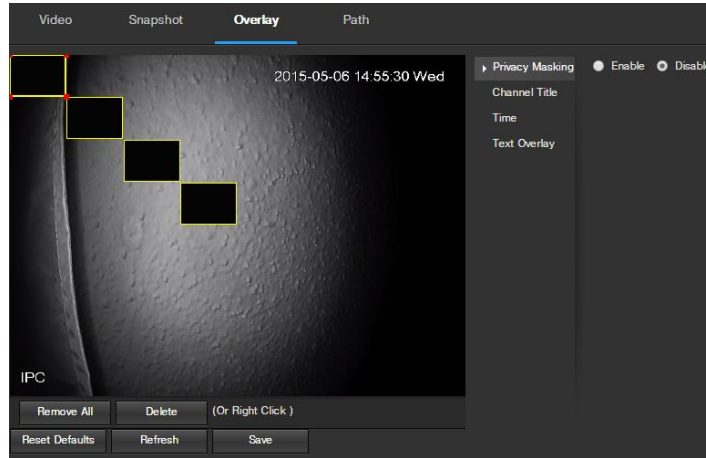 Video Snapshot Overlay Path
2015-05-06 14:55:30 Wed
Privacy Masking
Enable Disabl
Channel Title
Time
Text Overlay
IPC
Remove All Delete (Or Right Click )
Reset Defaults Refresh Save